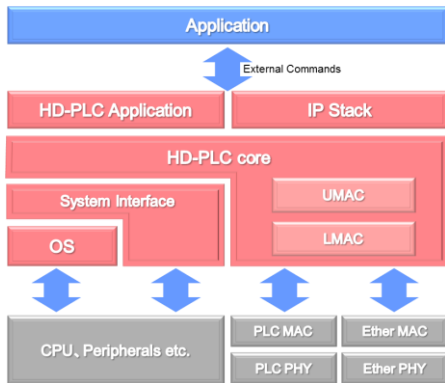 Application
External Commands
HD-PLC Application
IP Stack
HD-PLC core
System Interface
UMAC
LMAC
OS
CPU、Peripherals etc.
PLC MAC
Ether MAC
PLC PHY
Ether PHY